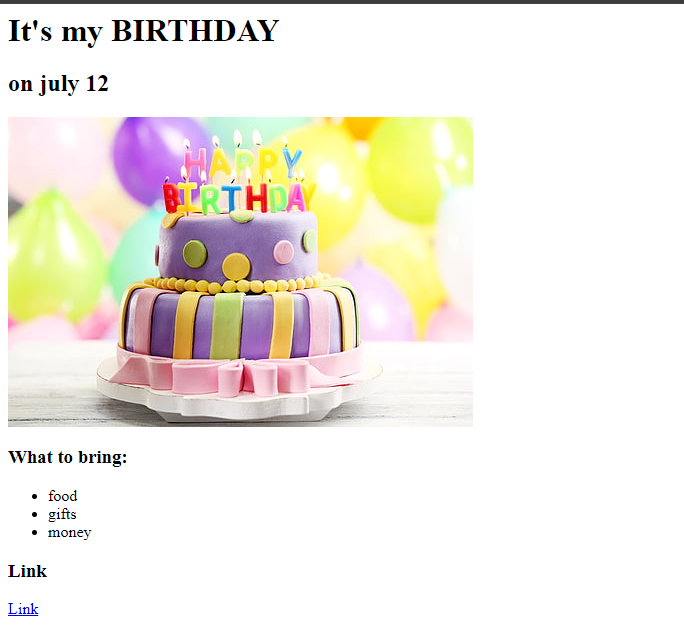 It's my BIRTHDAY
on july 12
HAPPY
BIRTHDAY
What to bring:
food
gifts
money
Link
Link